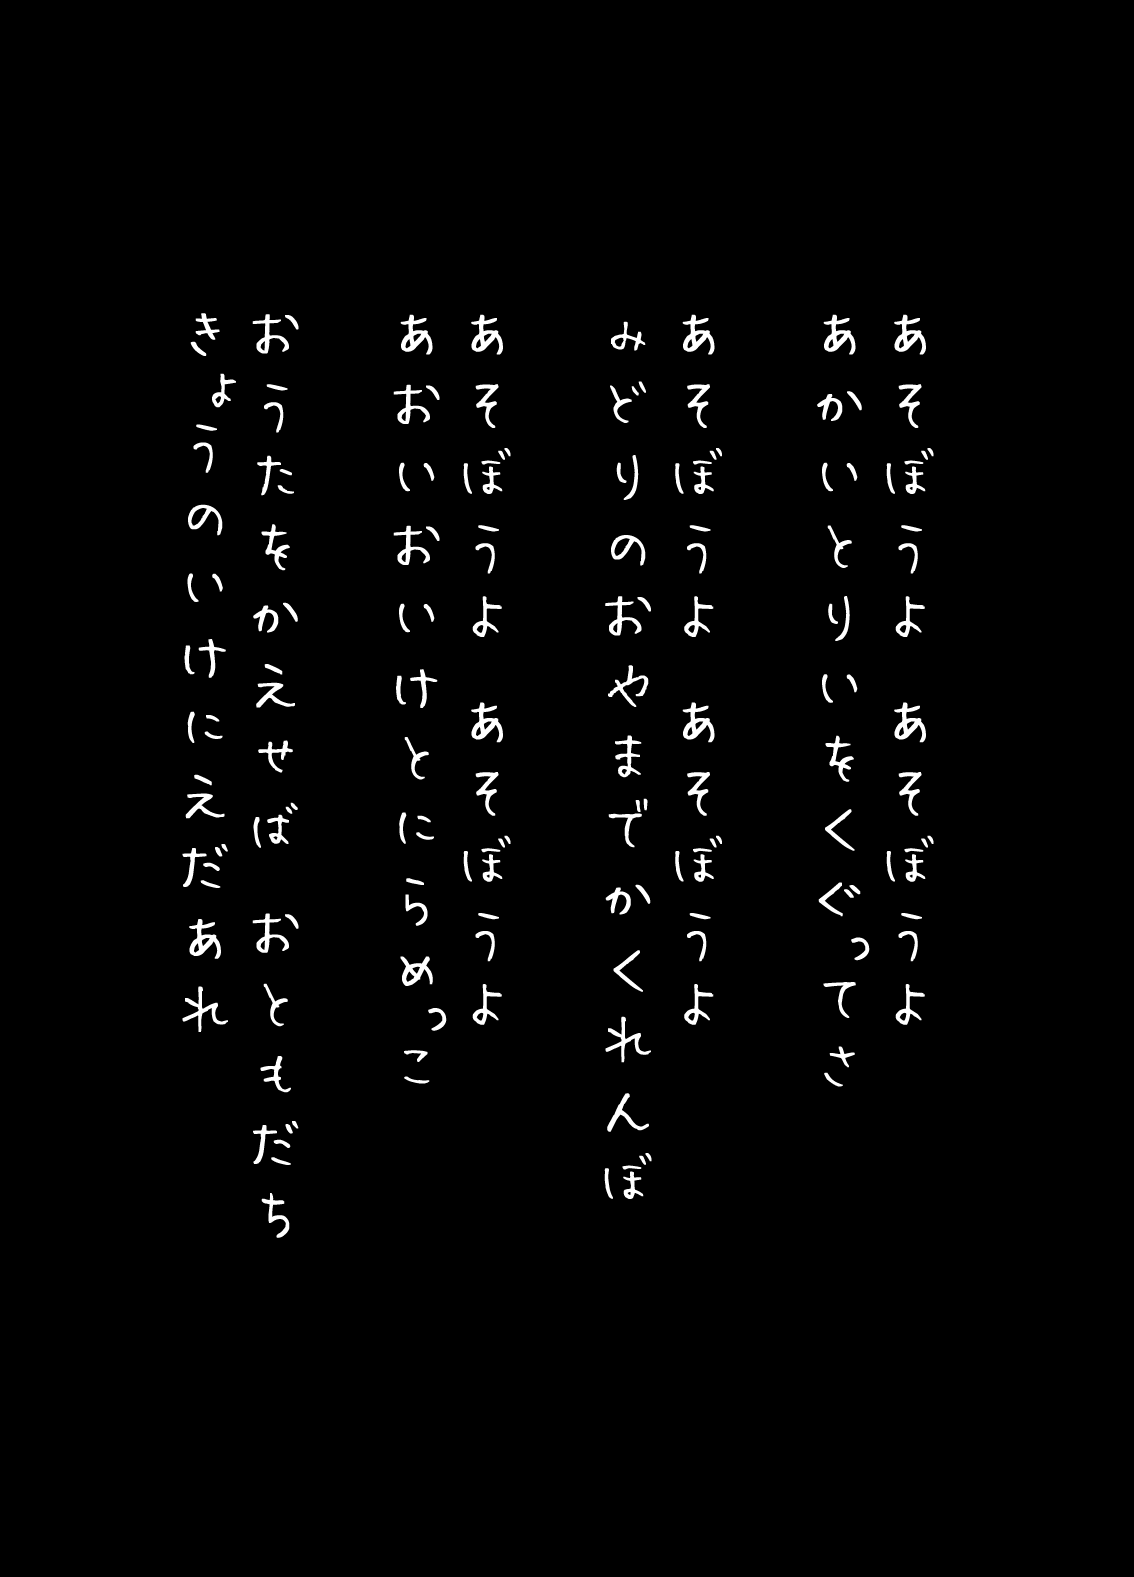 あそぼうよ　あそぼうよ
あかいとりいをくぐってさ
あそぼうよ　あそぼうよ
みどりのおやまでかくれんぼ
あそぼうよ　あそぼうよ
あおいおいけとにらめっこ
おうたをかえせば　おともだち
きょうのいけにえだあれ